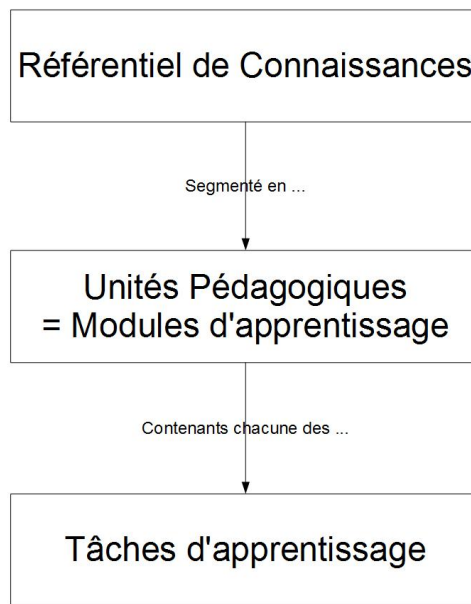 Référentiel de Connaissances
Segmenté en ...
Unités Pédagogiques
= Modules d'apprentissage
Contenants chacune des ...
Tâches d'apprentissage